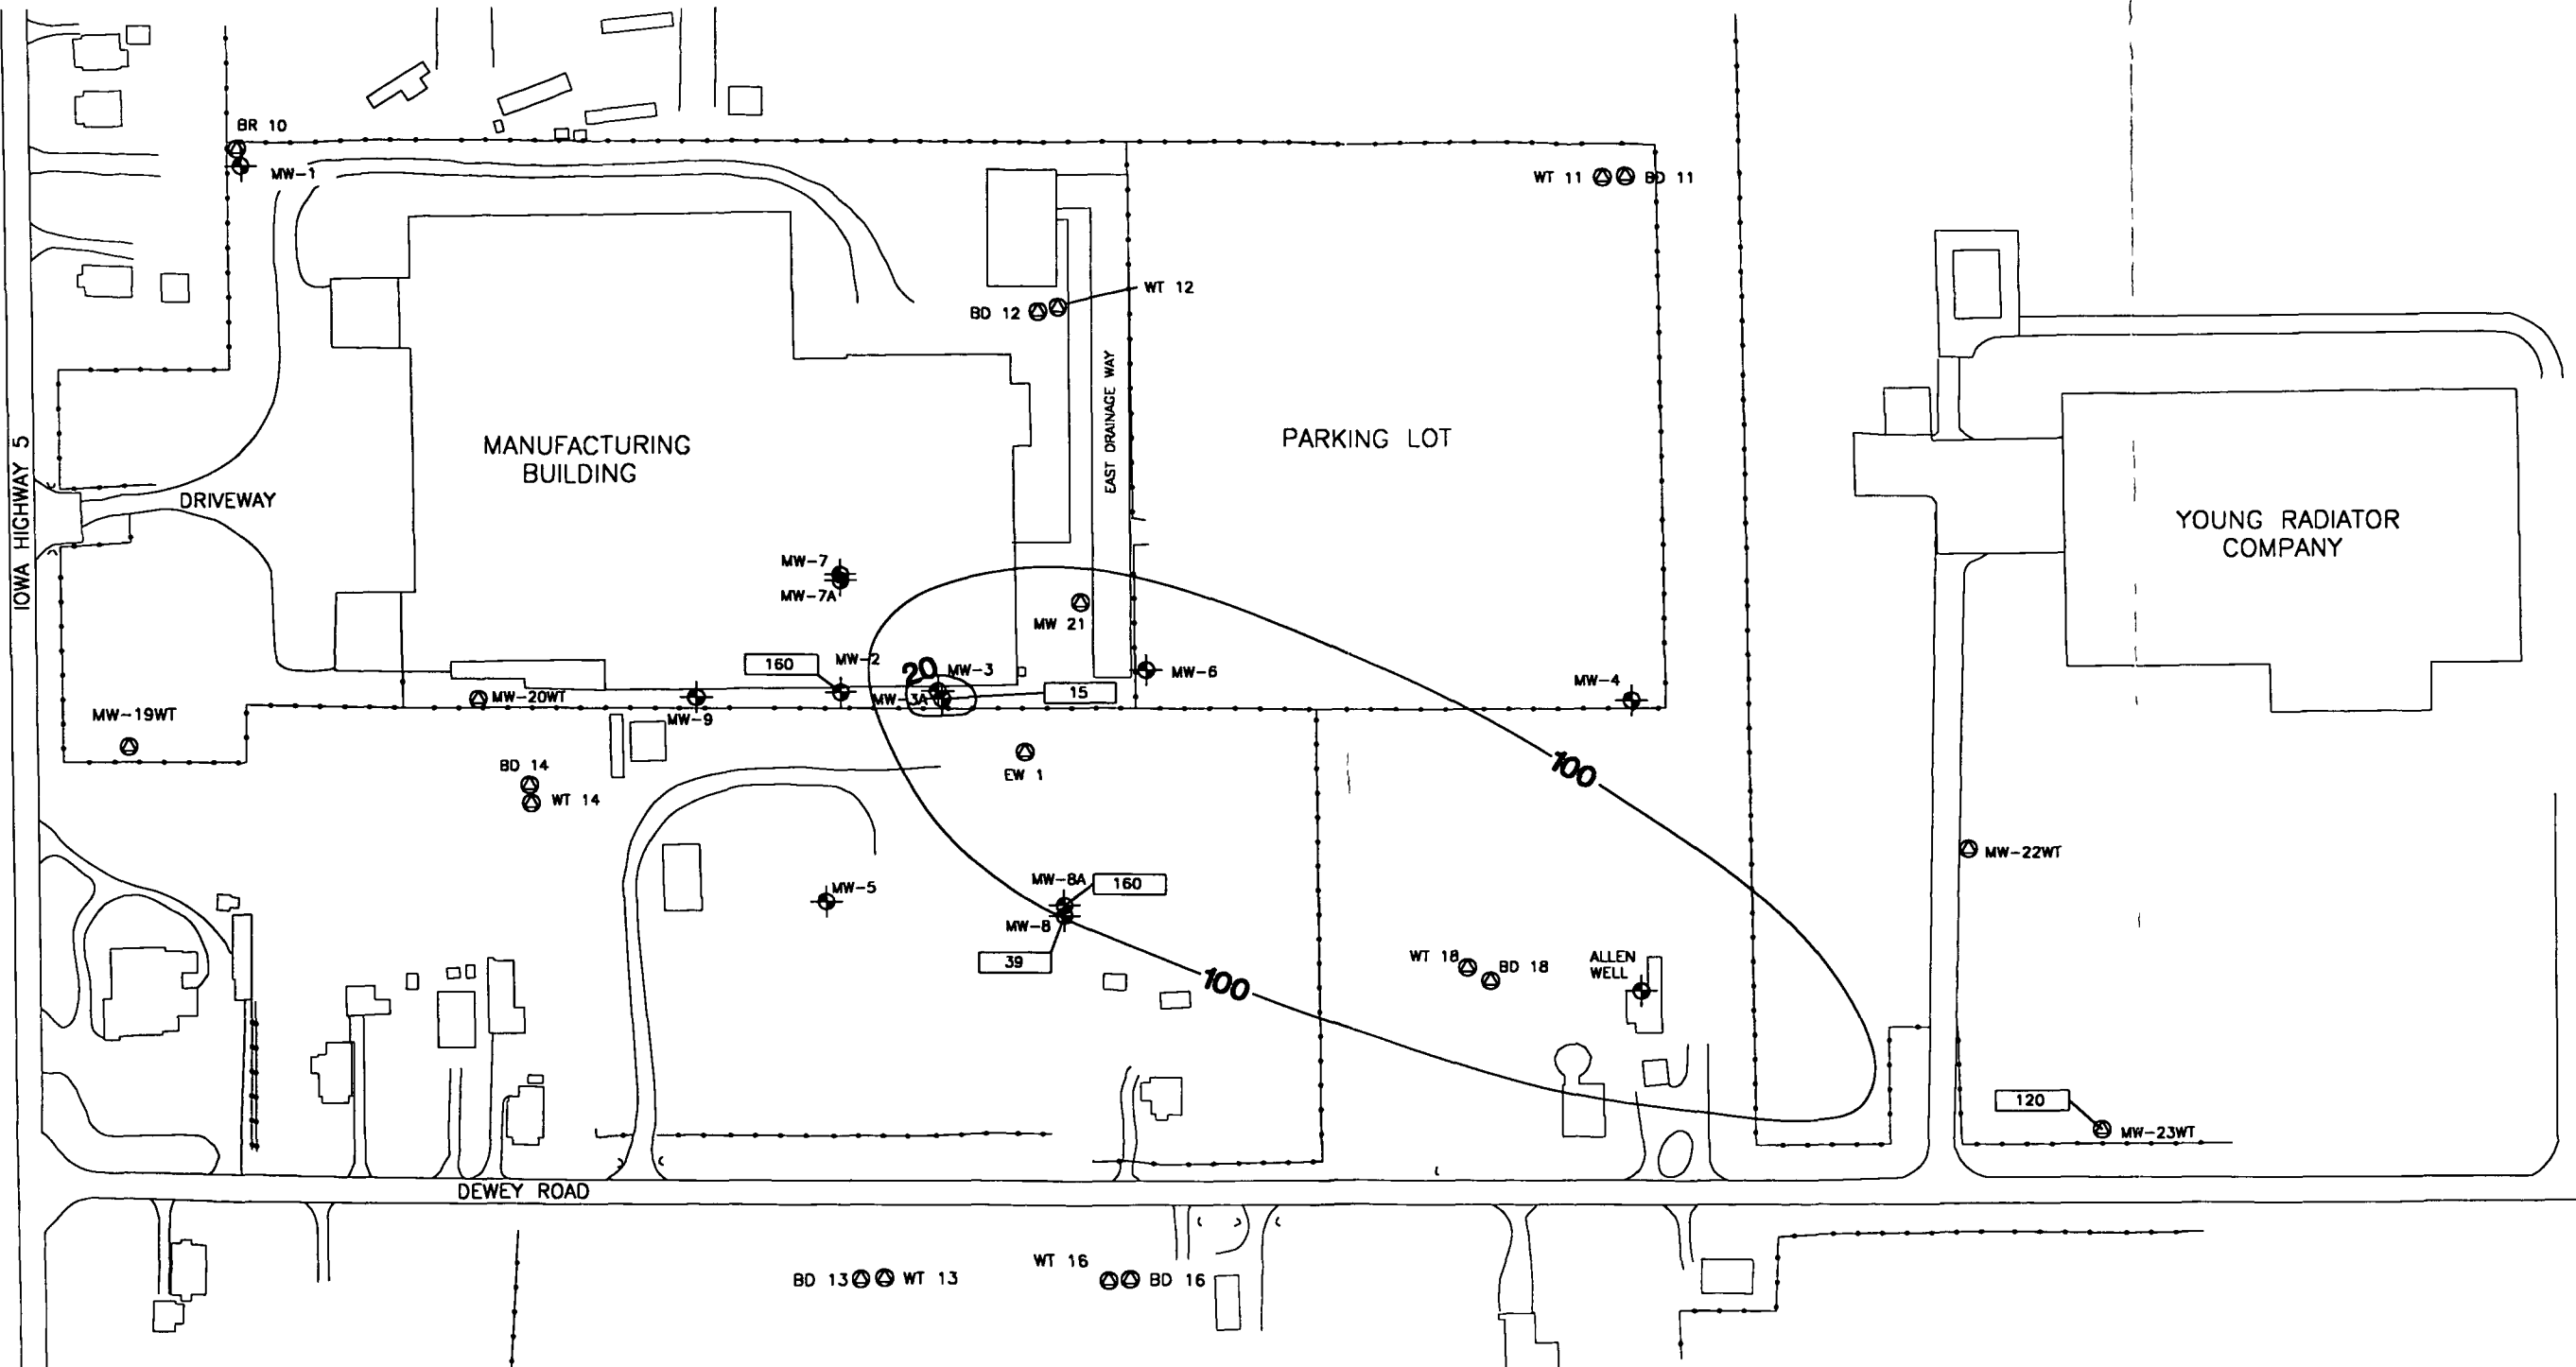 BR 10
MW-1
WT 11
BD 11
WT 12
BD 12
EAST DRAINAGE WAY
IOWA HIGHWAY 5
MANUFACTURING
BUILDING
PARKING LOT
DRIVEWAY
YOUNG RADIATOR
COMPANY
MW-7
MW-7A
MW 21
160
MW-2
20
MW-3
MW-3A
15
MW-6
MW-4
MW-20WT
MW-9
MW-19WT
EW 1
100
BD 14
WT 14
MW-22WT
MW-5
MW-8A
160
MW-8
39
100
WT 18
BD 18
ALLEN
WELL
120
MW-23WT
DEWEY ROAD
WT 16
BD 13
WT 13
BD 16